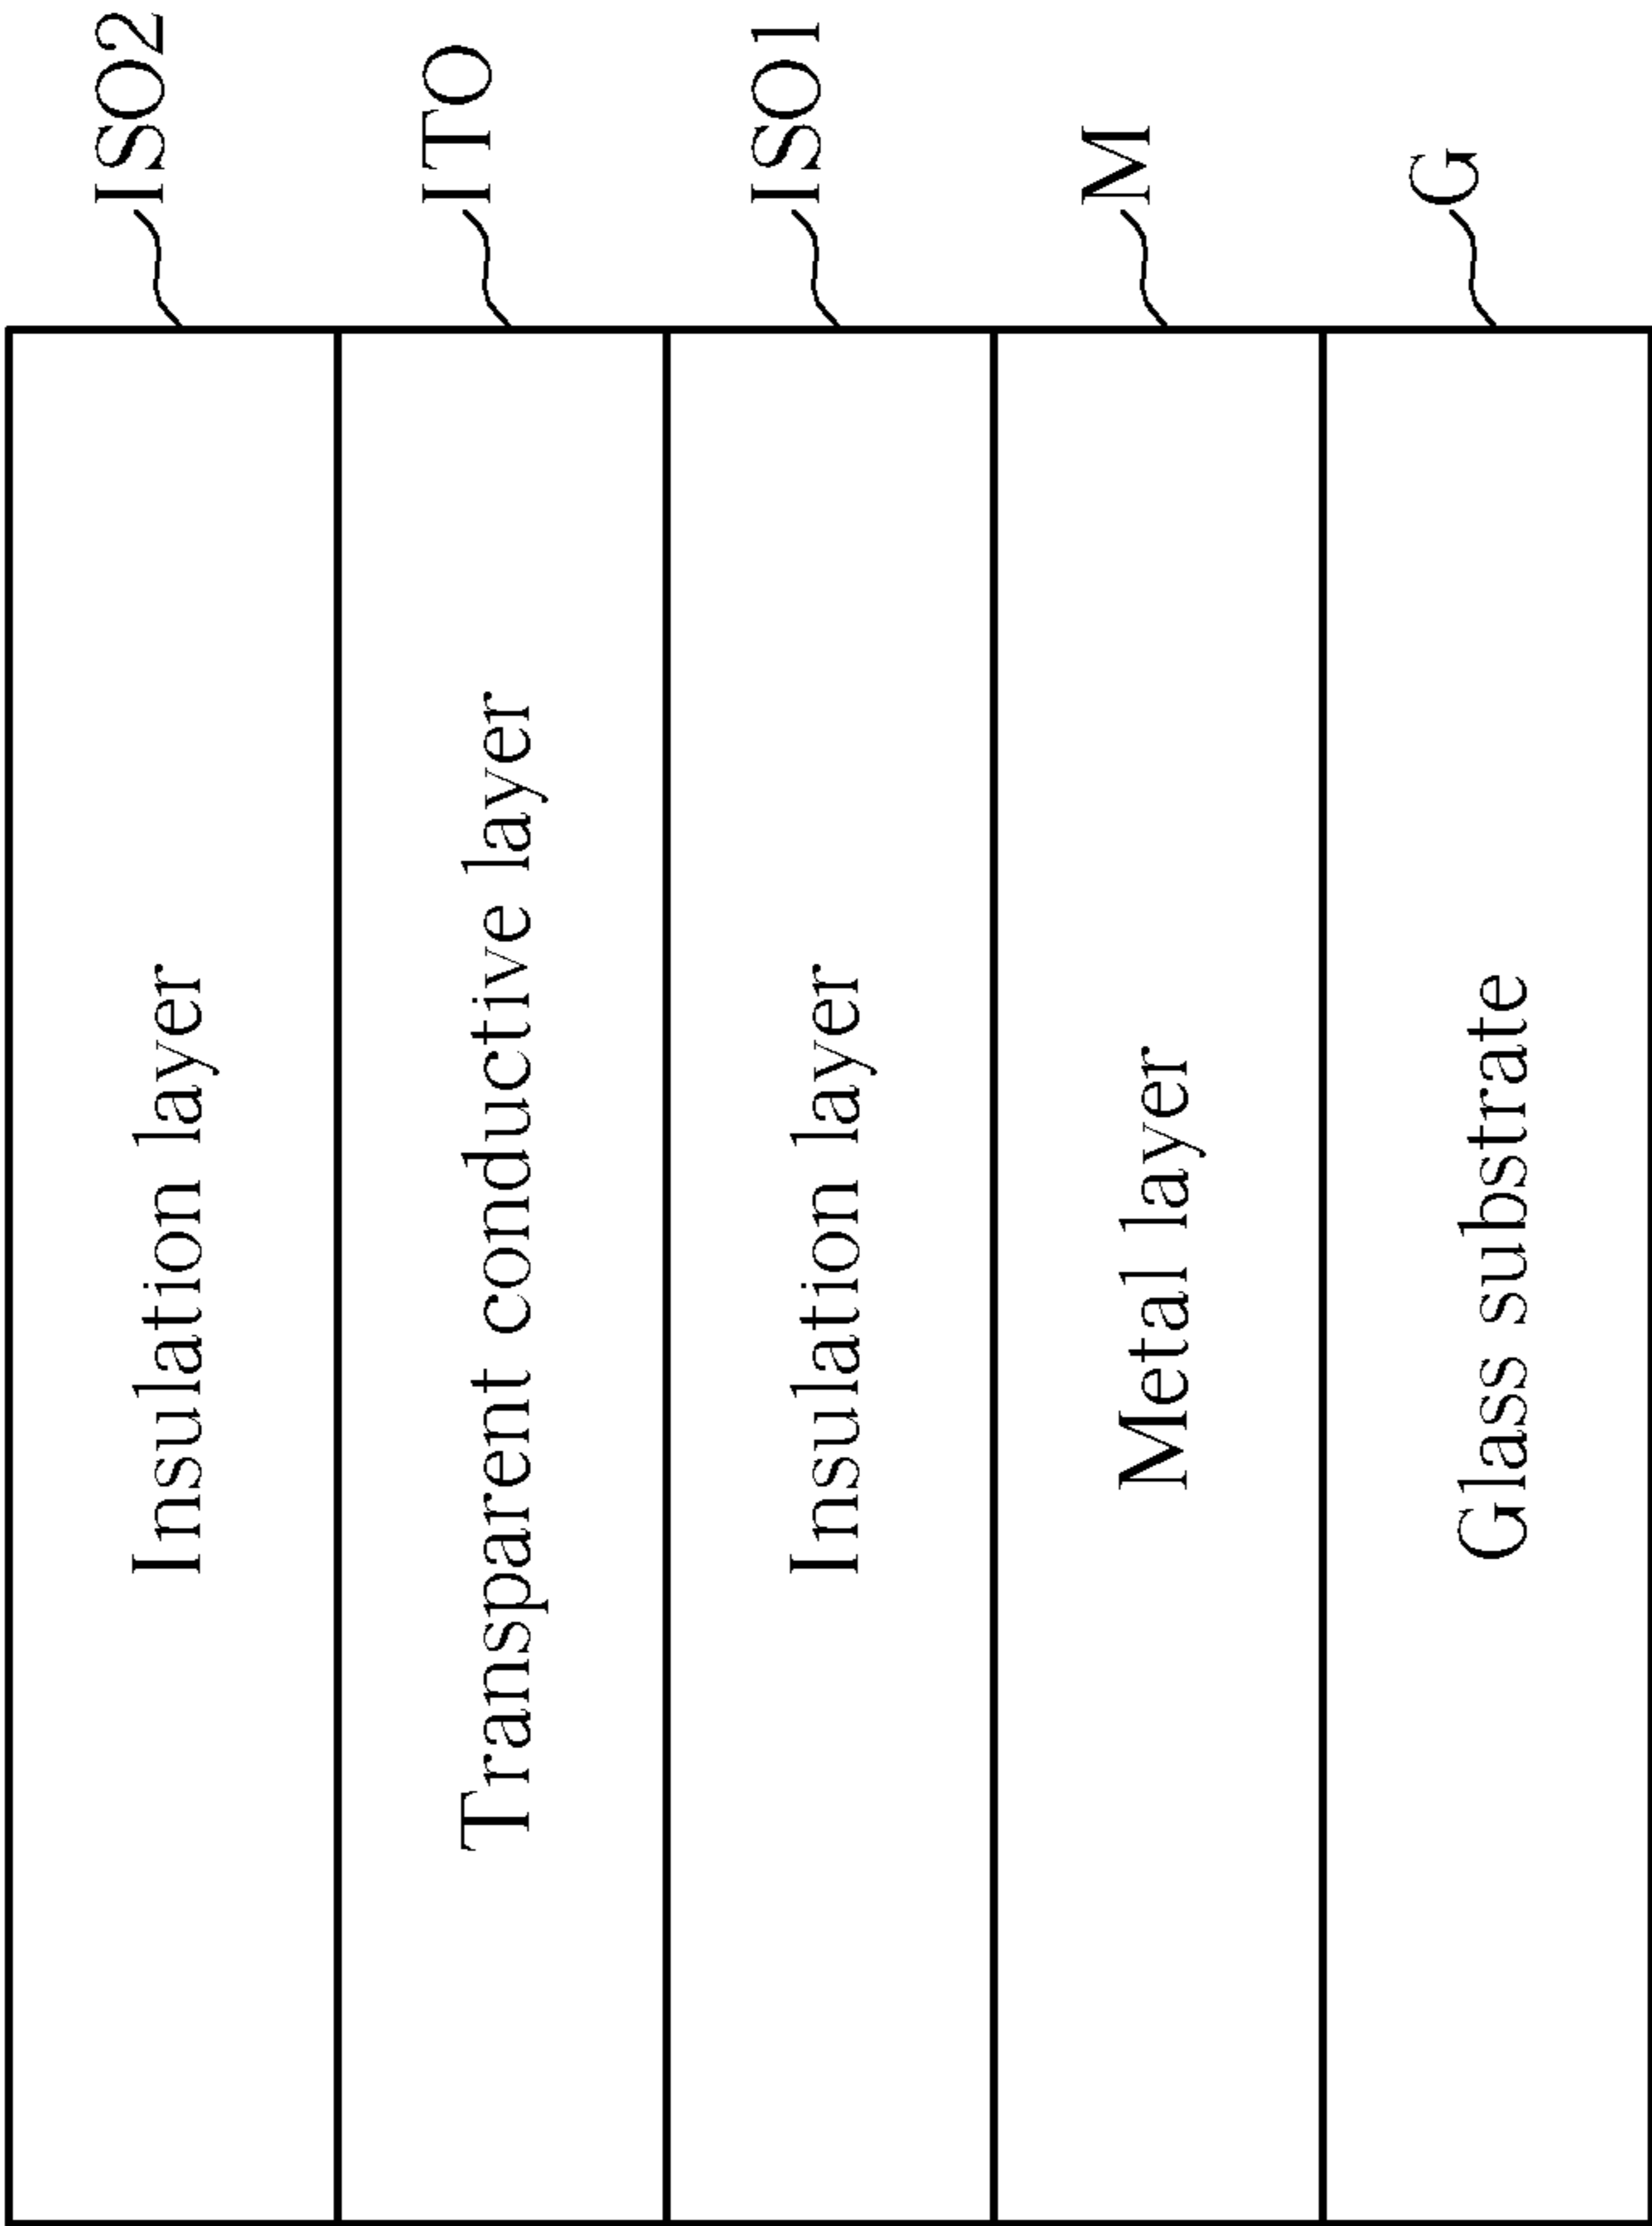 Insulation layer ISO2
Transparent conductive layer ITO
Insulation layer ISO1
Metal layer M
Glass substrate G